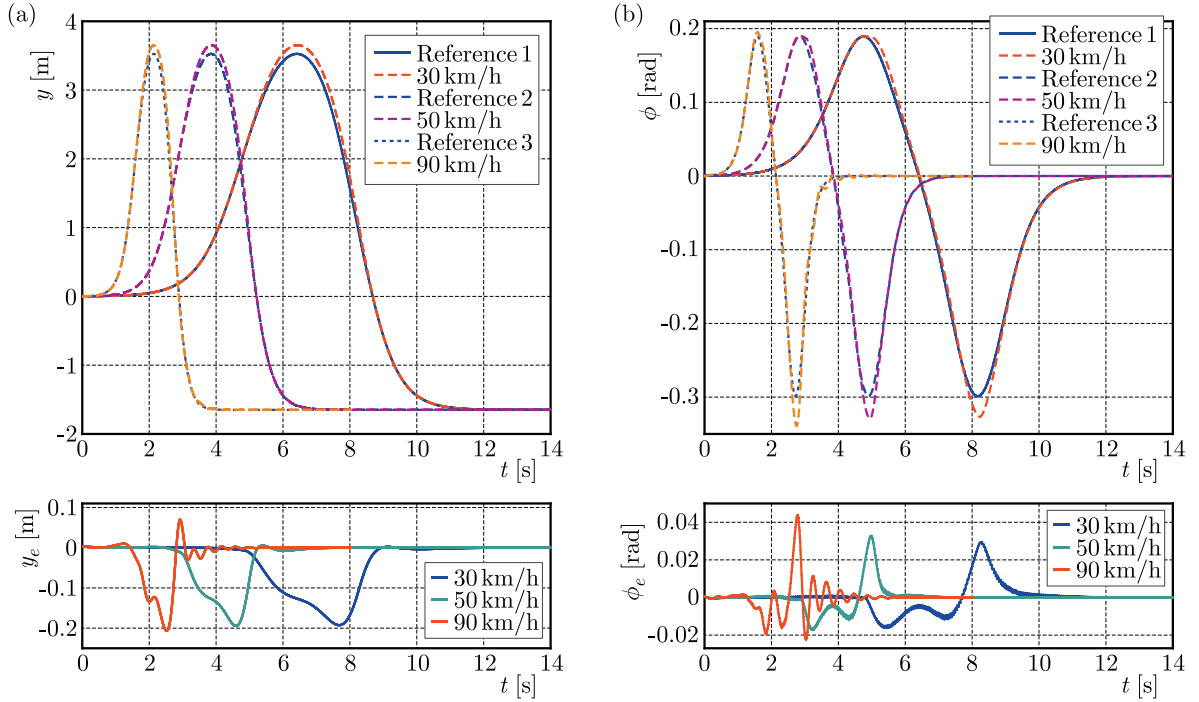 (a)
y [m]
4
3
2
1
0
-1
-2
0 2 4 6 8 10 12 14
t [s]
Reference 1
30 km/h
Reference 2
50 km/h
Reference 3
90 km/h
y_e [m]
0.1
0
-0.1
-0.2
0 2 4 6 8 10 12 14
t [s]
30 km/h
50 km/h
90 km/h
(b)
ϕ [rad]
0.2
0.1
0
-0.1
-0.2
-0.3
0 2 4 6 8 10 12 14
t [s]
Reference 1
30 km/h
Reference 2
50 km/h
Reference 3
90 km/h
ϕ_e [rad]
0.04
0.02
0
-0.02
0 2 4 6 8 10 12 14
t [s]
30 km/h
50 km/h
90 km/h